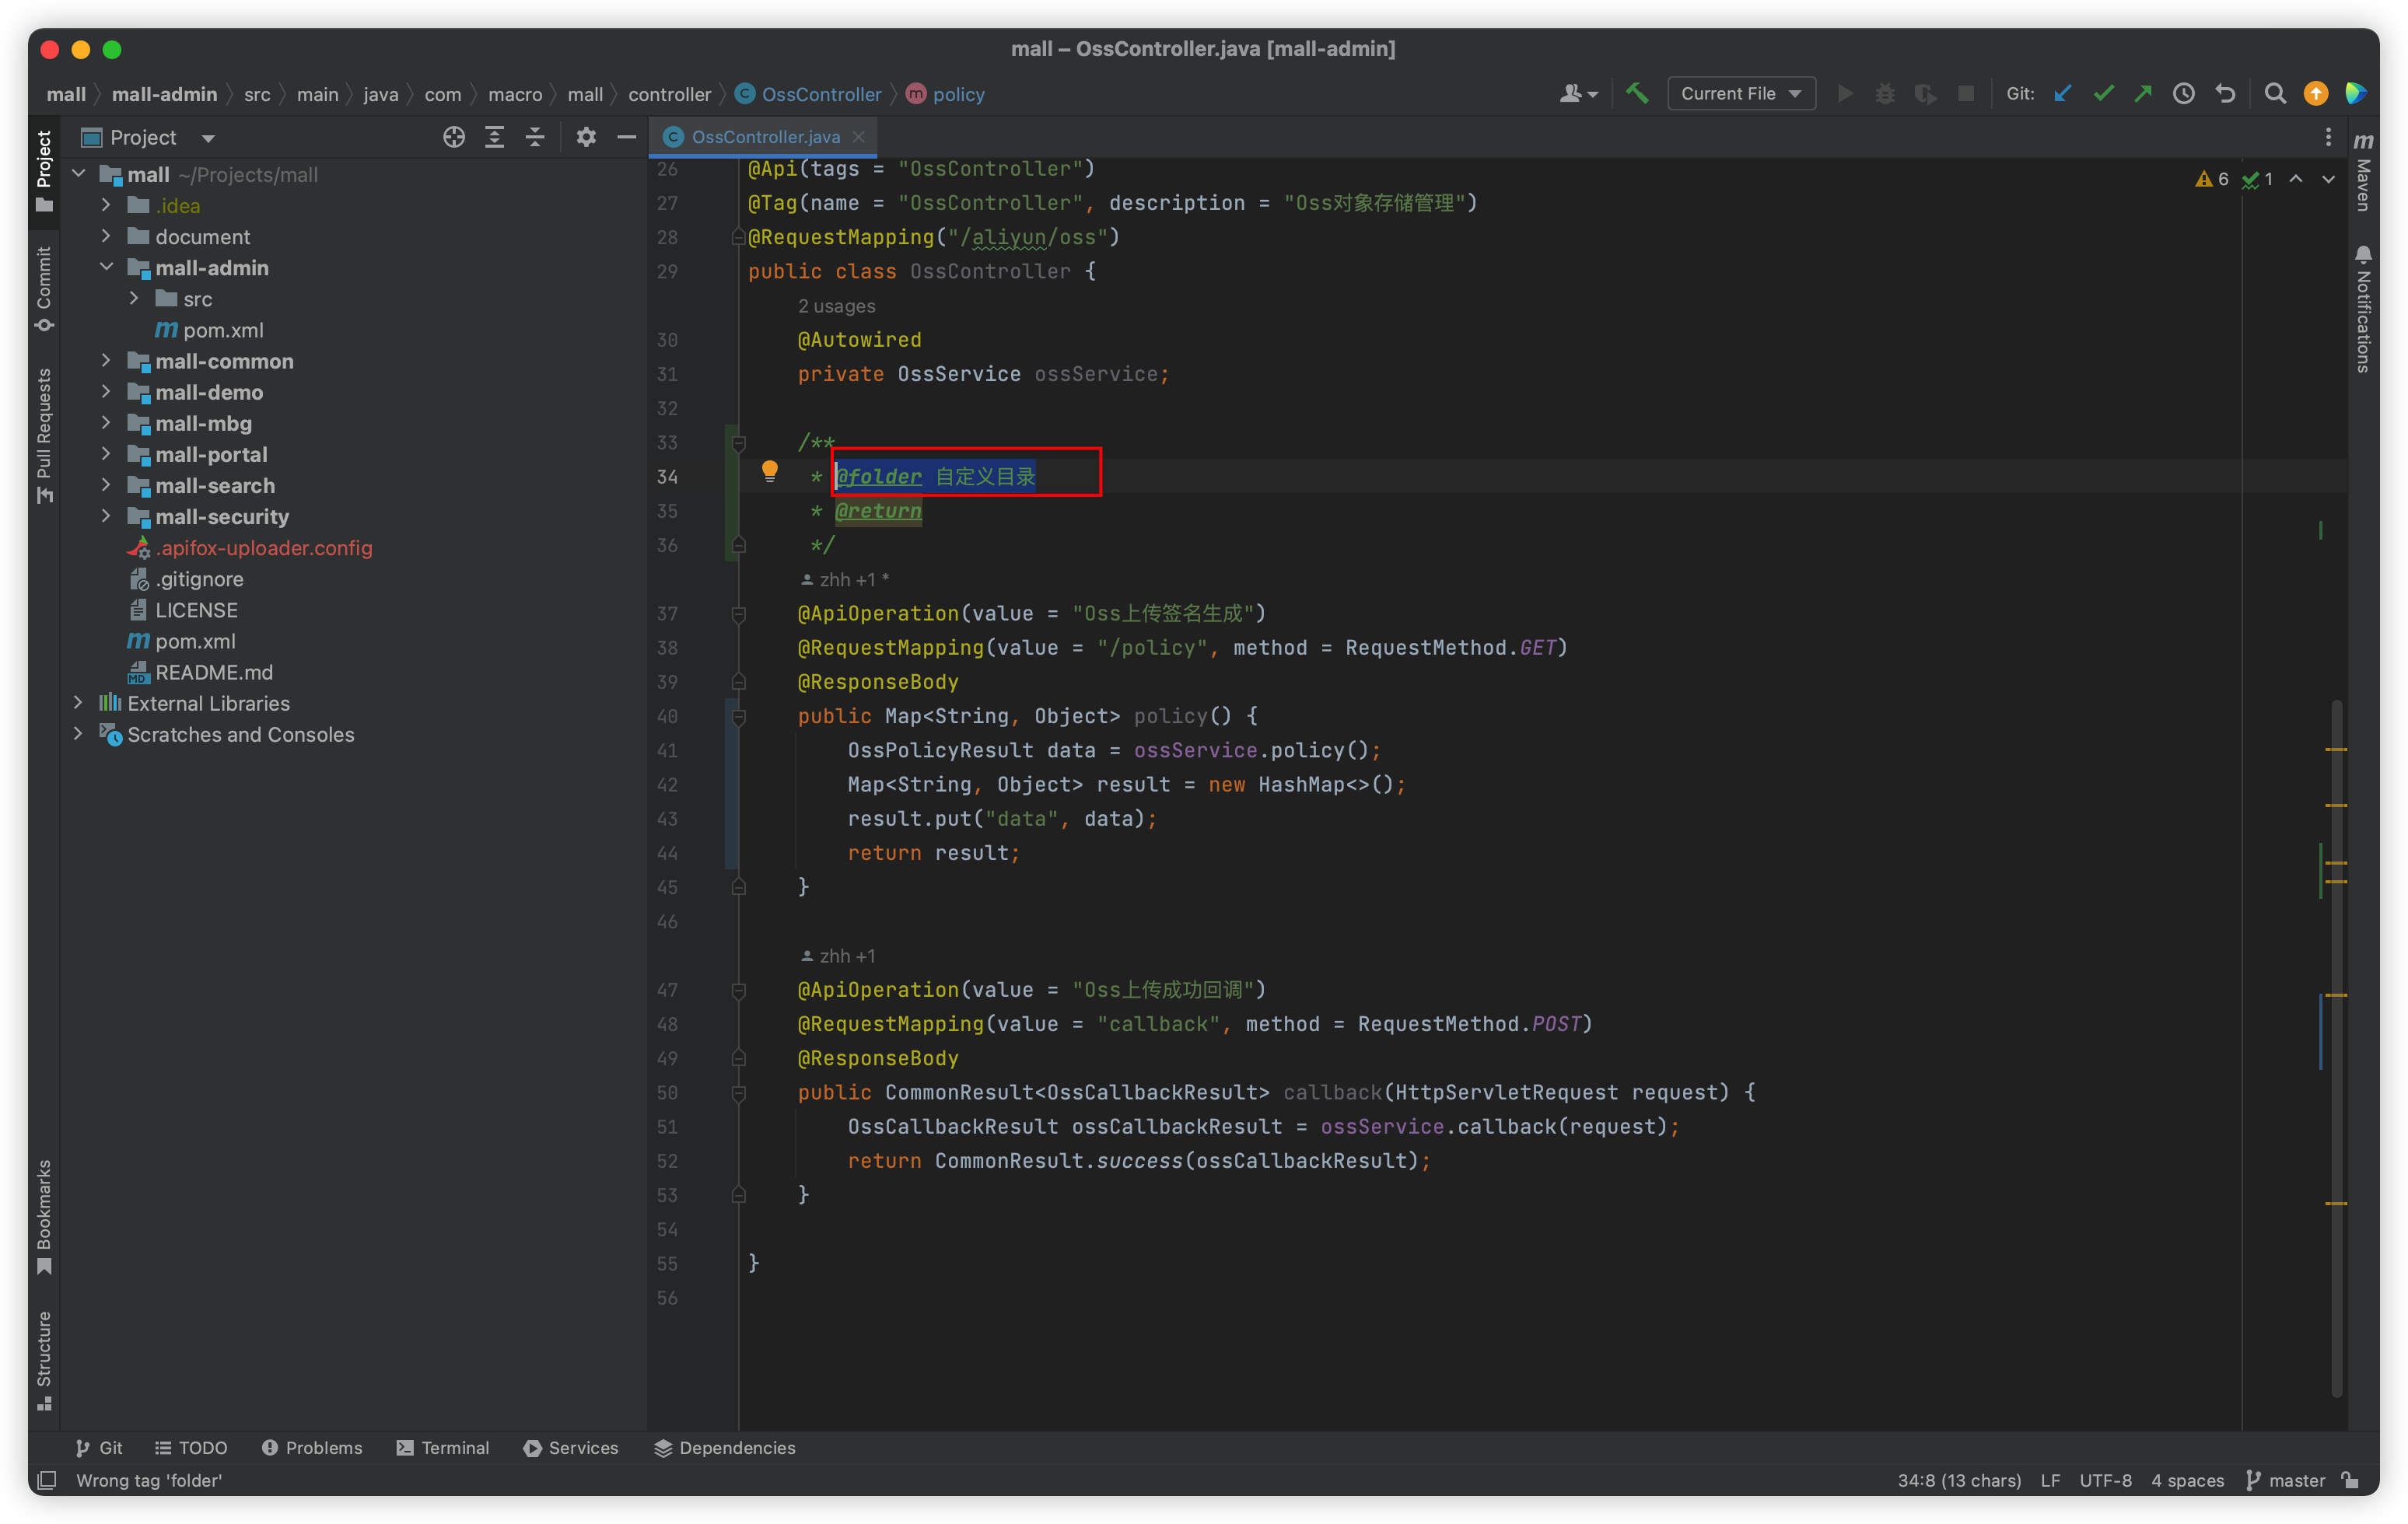 mall – OssController.java [mall-admin]
mall mall-admin src main java com macro mall controller OssController policy
Current File
Git:
Project
OssController.java
mall ~/Projects/mall
.idea
document
mall-admin
src
pom.xml
mall-common
mall-demo
mall-mbg
mall-portal
mall-search
mall-security
.apifox-uploader.config
.gitignore
LICENSE
pom.xml
README.md
External Libraries
Scratches and Consoles
Project
Commit
Pull Requests
Bookmarks
Structure
6 1
26 @Api(tags = "OssController")
27 @Tag(name = "OssController", description = "Oss对象存储管理")
28 @RequestMapping("/aliyun/oss")
29 public class OssController {
2 usages
30 @Autowired
31 private OssService ossService;
32
33 /**
34 * @folder 自定义目录
35 * @return
36 */
zhh +1 *
37 @ApiOperation(value = "Oss上传签名生成")
38 @RequestMapping(value = "/policy", method = RequestMethod.GET)
39 @ResponseBody
40 public Map<String, Object> policy() {
41 OssPolicyResult data = ossService.policy();
42 Map<String, Object> result = new HashMap<>();
43 result.put("data", data);
44 return result;
45 }
46
zhh +1
47 @ApiOperation(value = "Oss上传成功回调")
48 @RequestMapping(value = "callback", method = RequestMethod.POST)
49 @ResponseBody
50 public CommonResult<OssCallbackResult> callback(HttpServletRequest request) {
51 OssCallbackResult ossCallbackResult = ossService.callback(request);
52 return CommonResult.success(ossCallbackResult);
53 }
54
55 }
56
m Maven
Notifications
Git TODO Problems Terminal Services Dependencies
Wrong tag 'folder'
34:8 (13 chars) LF UTF-8 4 spaces master